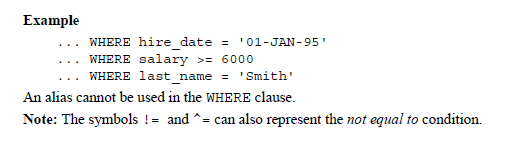 Example
... WHERE hire_date = '01-JAN-95'
... WHERE salary >= 6000
... WHERE last_name = 'Smith'
An alias cannot be used in the WHERE clause.
Note: The symbols != and ^= can also represent the not equal to condition.